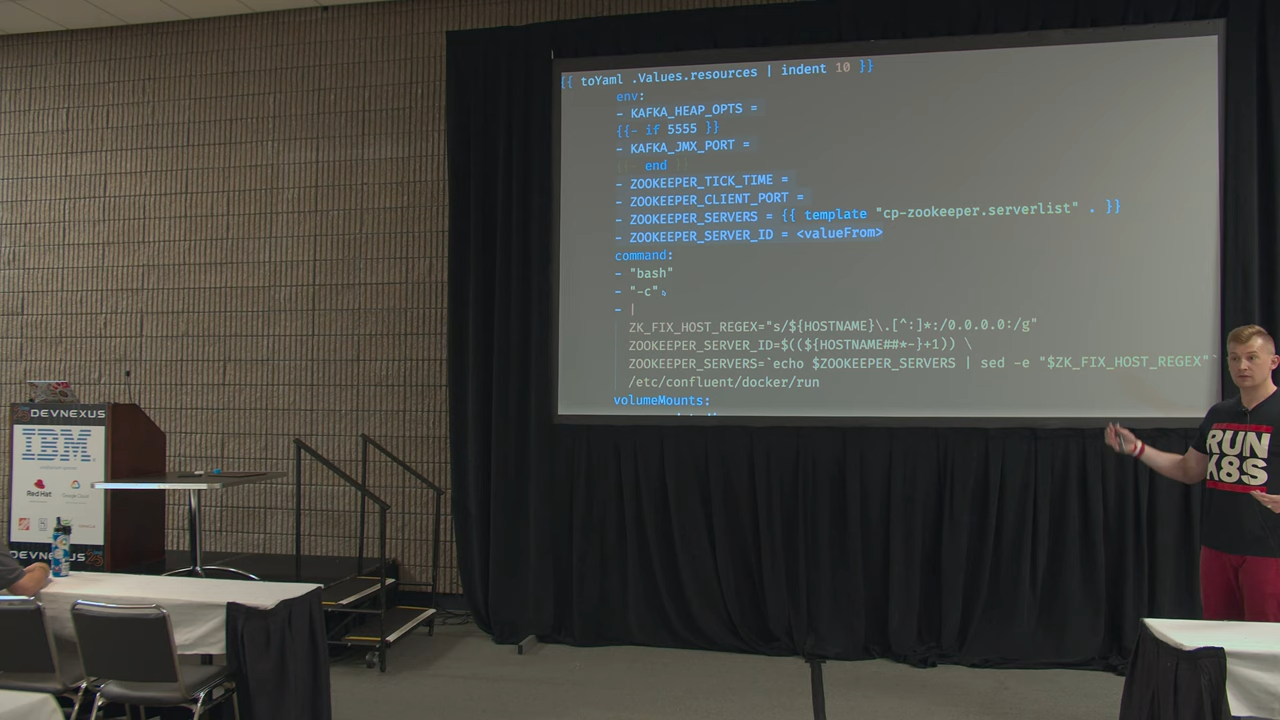 {{ toYaml .Values.resources | indent 10 }}
env:
- KAFKA_HEAP_OPTS =
{{- if 5555 }}
- KAFKA_JMX_PORT =
{{- end }}
- ZOOKEEPER_TICK_TIME =
- ZOOKEEPER_CLIENT_PORT =
- ZOOKEEPER_SERVERS = {{ template "cp-zookeeper.serverlist" . }}
- ZOOKEEPER_SERVER_ID = <valueFrom>
command:
- "bash"
- "-c"
- |
ZK_FIX_HOST_REGEX="s/${HOSTNAME}\.[^:]*:/0.0.0.0:/g"
ZOOKEEPER_SERVER_ID=$((${HOSTNAME##*-}+1)) \
ZOOKEEPER_SERVERS=`echo $ZOOKEEPER_SERVERS | sed -e "$ZK_FIX_HOST_REGEX"`
/etc/confluent/docker/run
volumeMounts:
RUN
K8S
DEVNEXUS
IBM
Red Hat
Google Cloud
DEVNEXUS